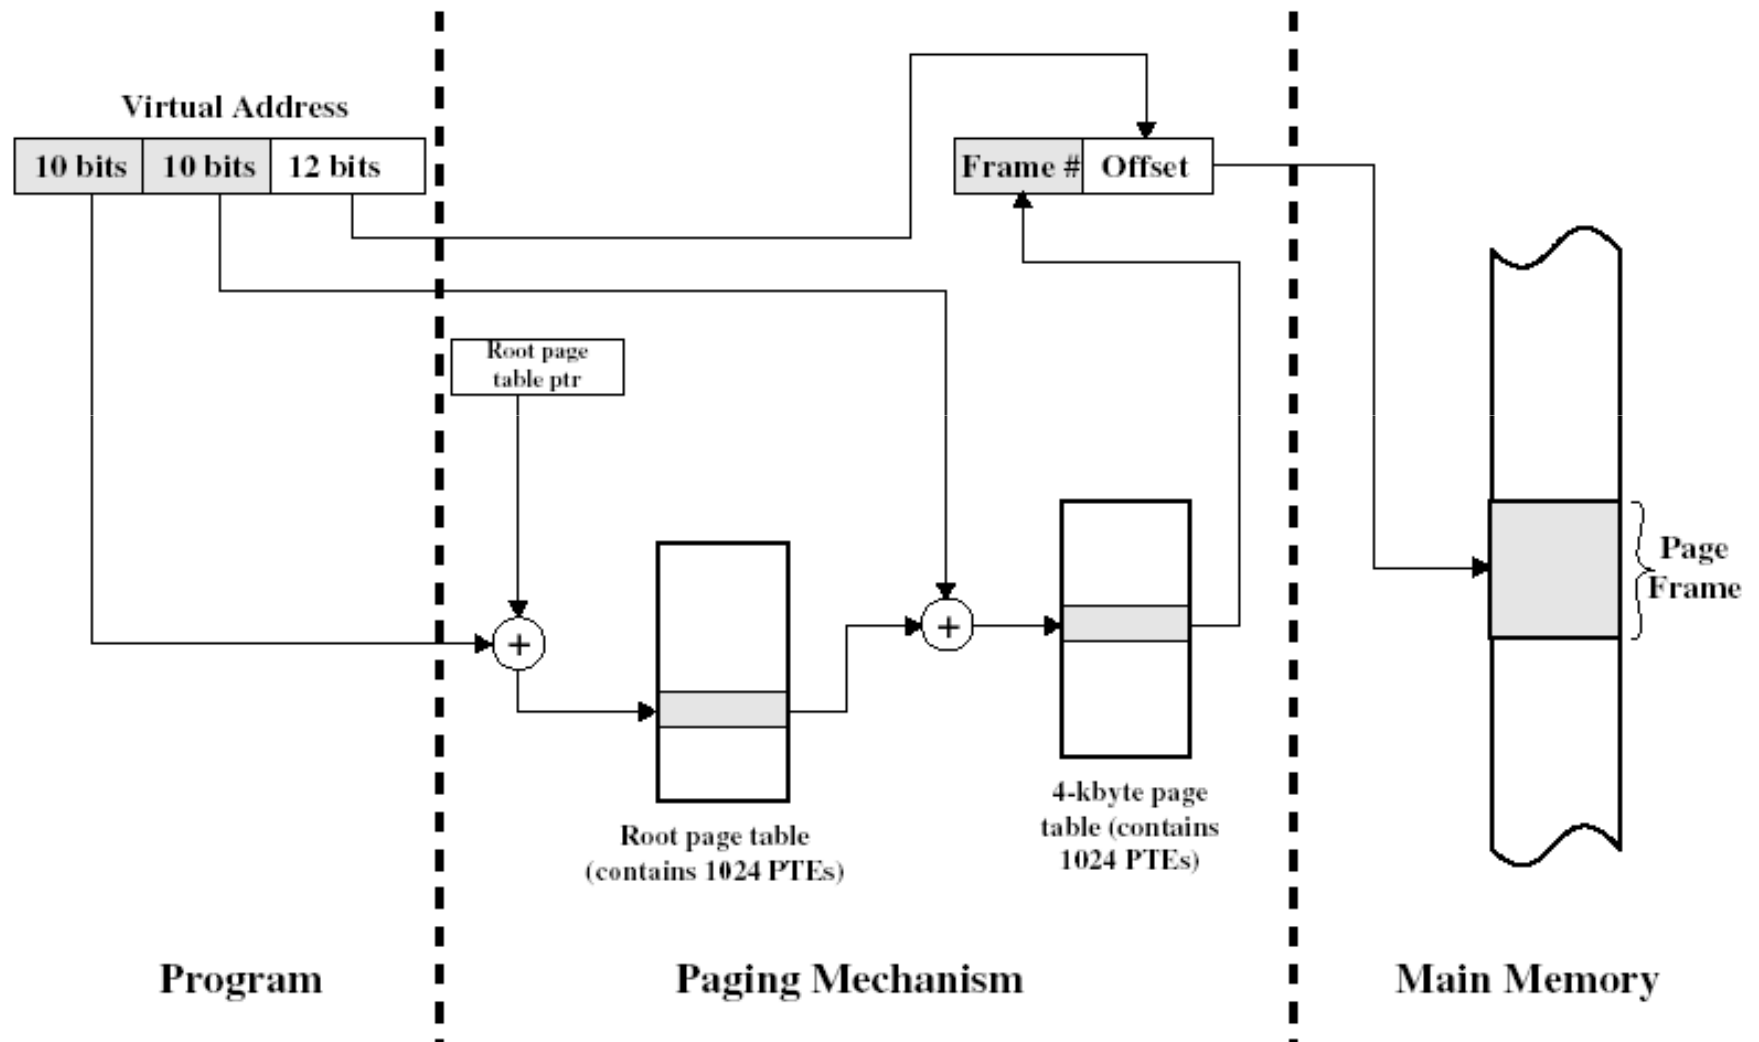 Virtual Address
10 bits 10 bits 12 bits
Frame # Offset
Root page
table ptr
Page
Frame
Root page table
(contains 1024 PTEs)
4-kbyte page
table (contains
1024 PTEs)
+
+
Program
Paging Mechanism
Main Memory